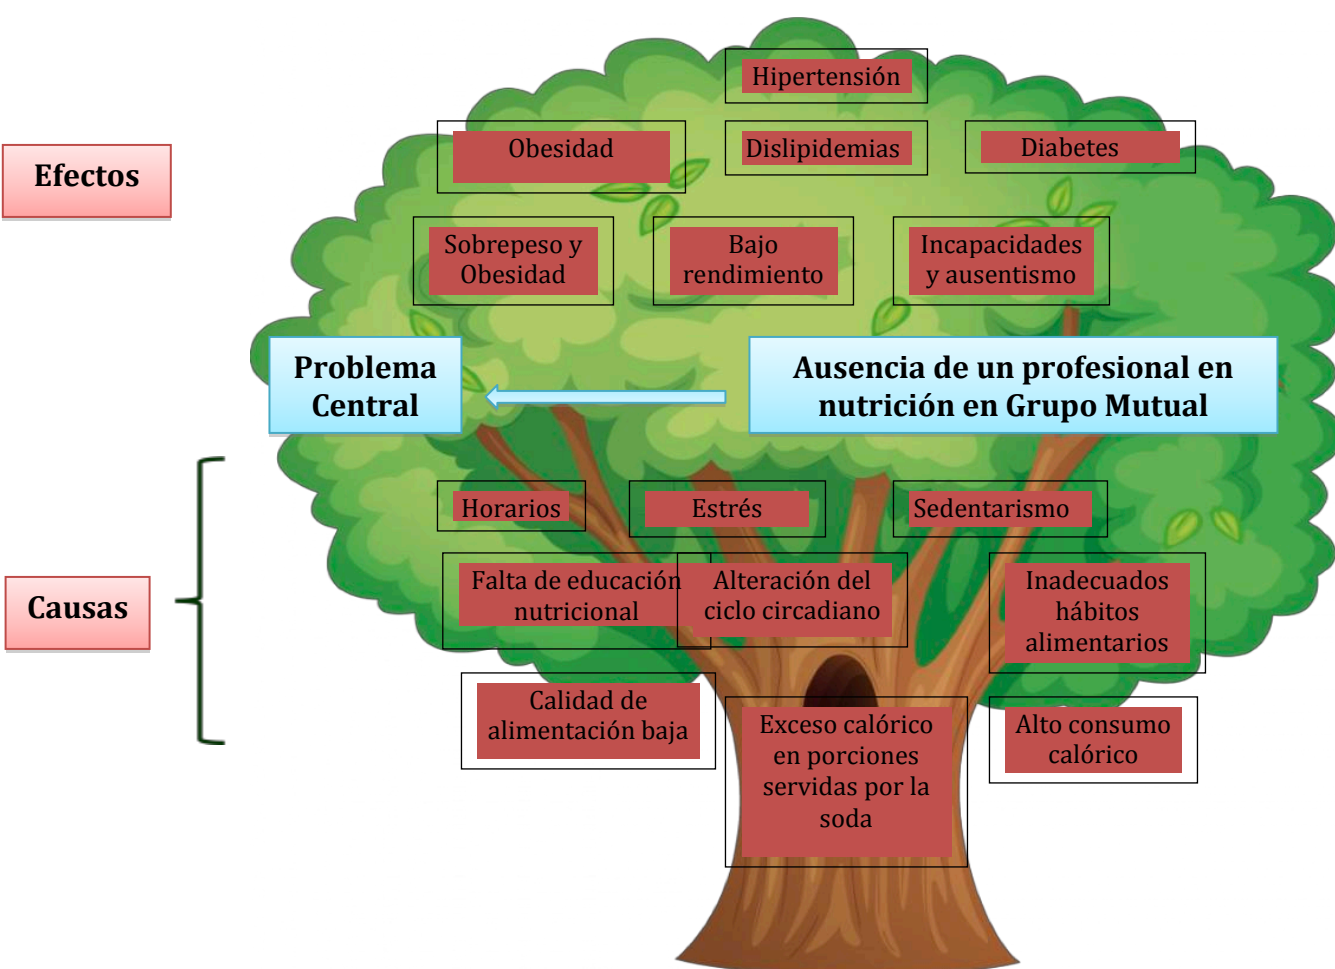 Hipertensión
Obesidad
Dislipidemias
Diabetes
Efectos
Sobrepeso y
Obesidad
Bajo
rendimiento
Incapacidades
y ausentismo
Problema
Central
Ausencia de un profesional en
nutrición en Grupo Mutual
Horarios
Estrés
Sedentarismo
Causas
Falta de educación
nutricional
Alteración del
ciclo circadiano
Inadecuados
hábitos
alimentarios
Calidad de
alimentación baja
Exceso calórico
en porciones
servidas por la
soda
Alto consumo
calórico